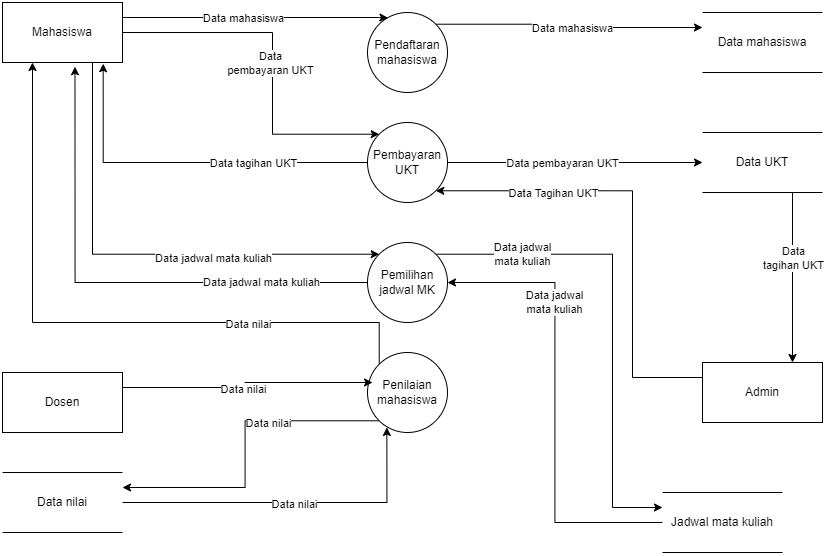 Mahasiswa
Data mahasiswa
Pendaftaran
mahasiswa
Data mahasiswa
Data mahasiswa
Data
pembayaran UKT
Data tagihan UKT
Pembayaran
UKT
Data pembayaran UKT
Data UKT
Data Tagihan UKT
Data
tagihan UKT
Data jadwal mata kuliah
Data jadwal mata kuliah
Pemilihan
jadwal MK
Data jadwal
mata kuliah
Data jadwal
mata kuliah
Data nilai
Dosen
Data nilai
Penilaian
mahasiswa
Admin
Data nilai
Data nilai
Data nilai
Jadwal mata kuliah